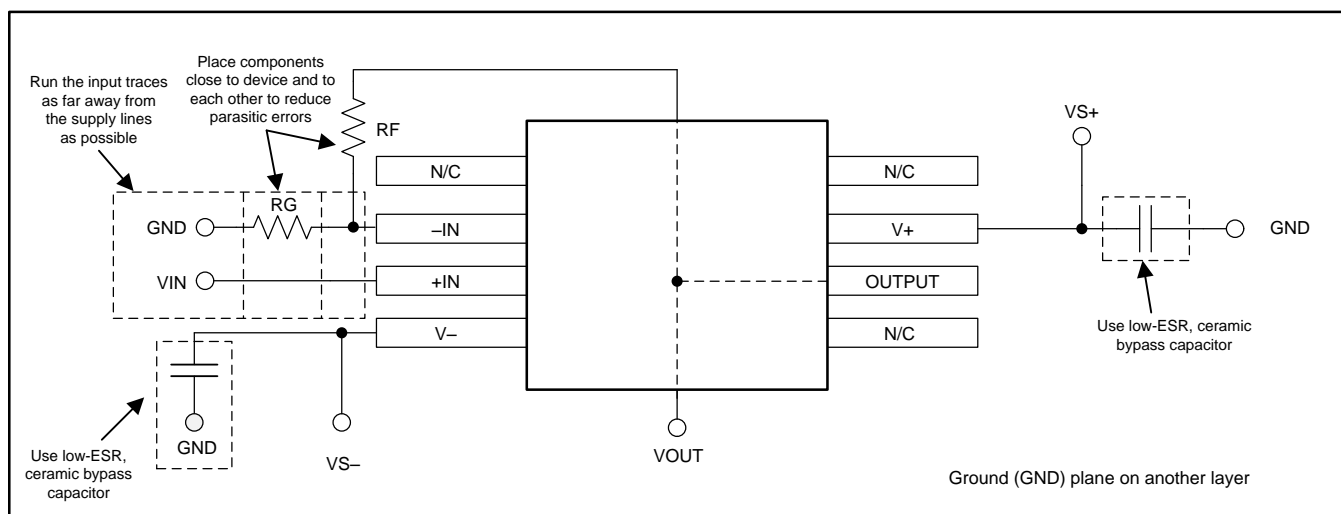 Run the input traces
as far away from
the supply lines
as possible
Place components
close to device and to
each other to reduce
parasitic errors
RF
RG
GND
VIN
N/C
–IN
+IN
V–
N/C
V+
OUTPUT
N/C
VS+
GND
Use low-ESR, ceramic
bypass capacitor
GND
Use low-ESR,
ceramic bypass
capacitor
VS–
VOUT
Ground (GND) plane on another layer